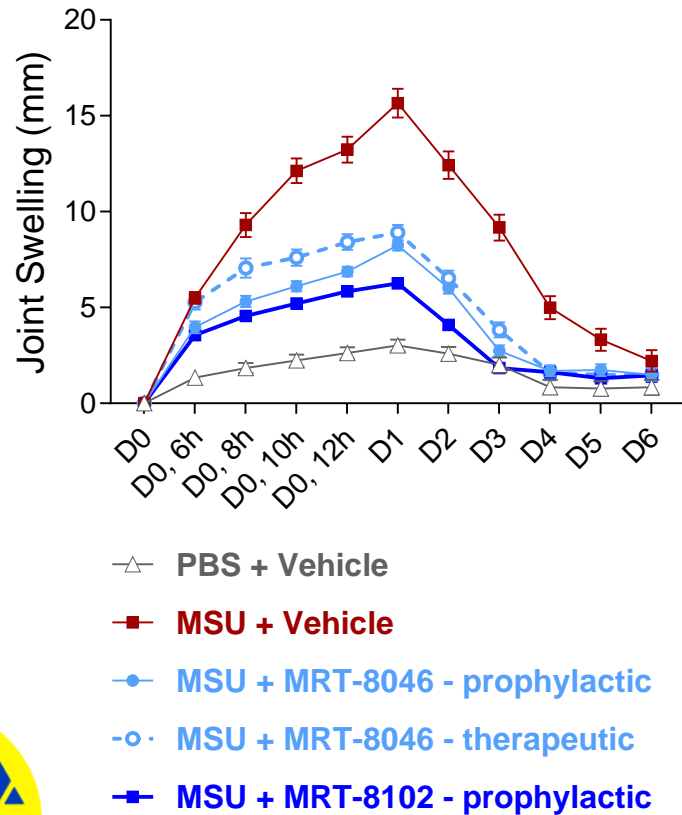 20
15
10
5
0
Joint Swelling (mm)
D0
D0, 6h
D0, 8h
D0, 10h
D0, 12h
D1
D2
D3
D4
D5
D6
PBS + Vehicle
MSU + Vehicle
MSU + MRT-8046 - prophylactic
MSU + MRT-8046 - therapeutic
MSU + MRT-8102 - prophylactic